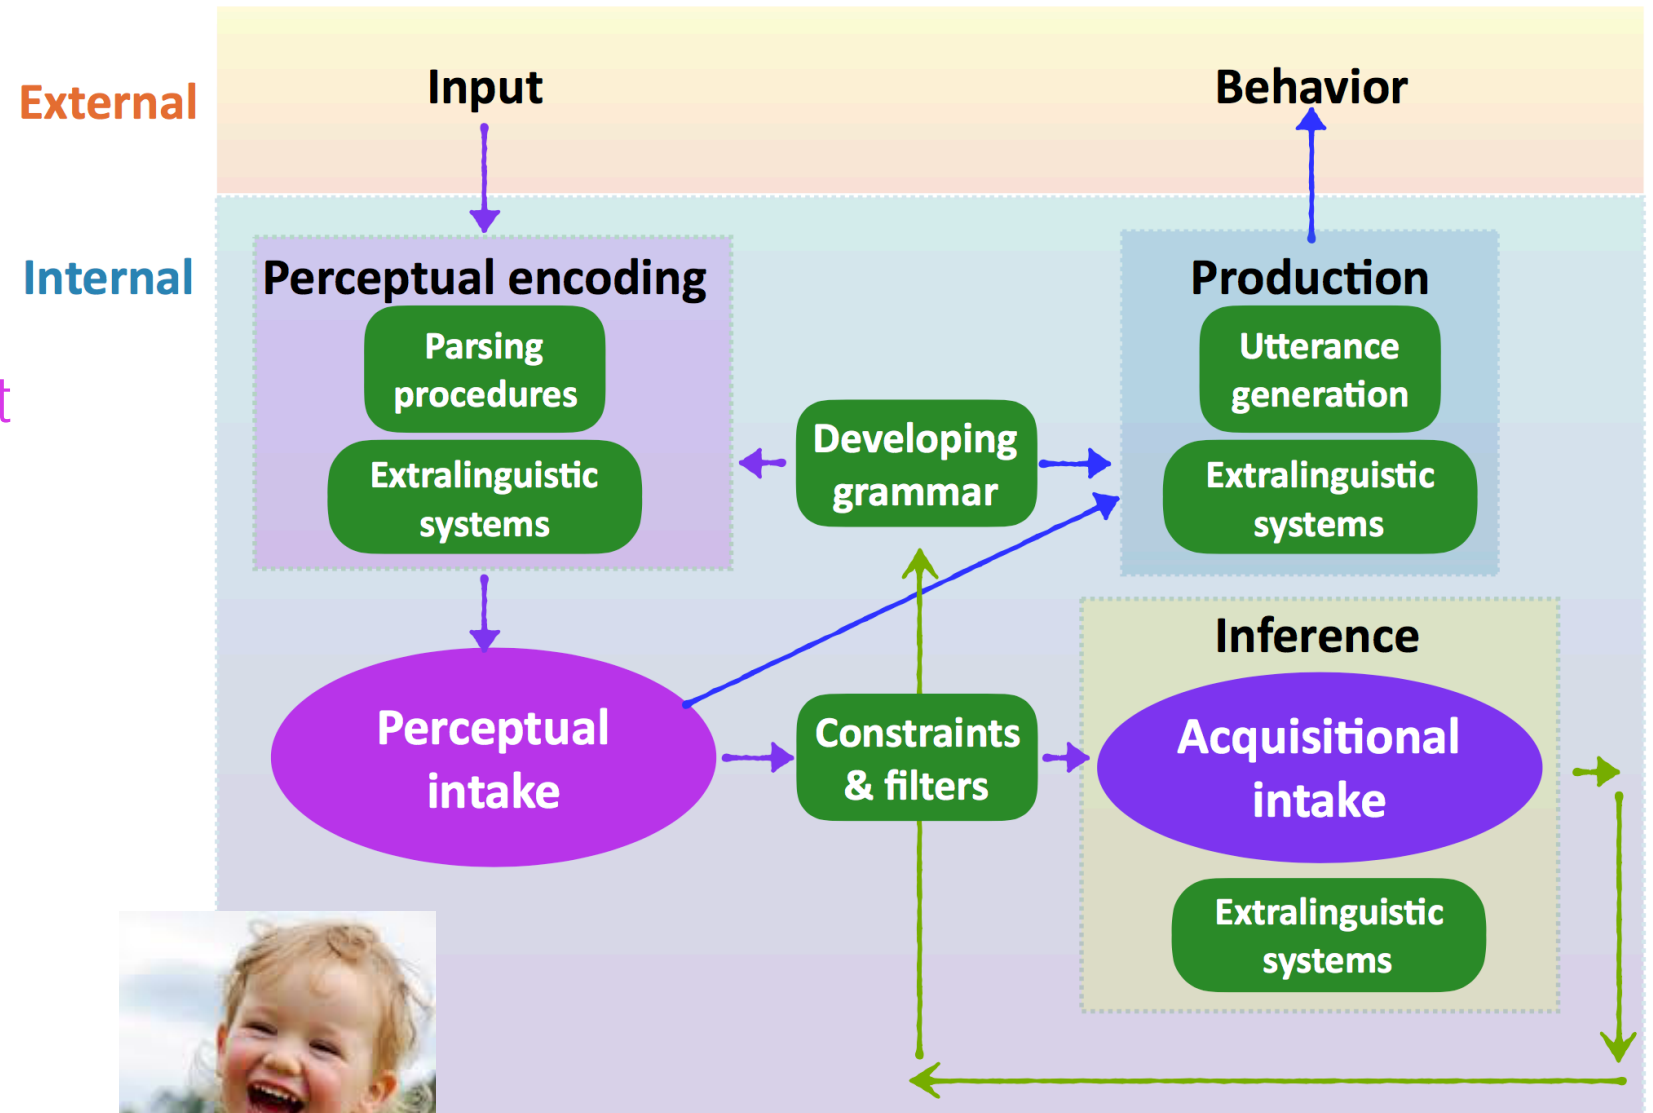 External
Input
Behavior
Internal
Perceptual encoding
Parsing
procedures
Extralinguistic
systems
t
Developing
grammar
Production
Utterance
generation
Extralinguistic
systems
Perceptual
intake
Constraints
& filters
Inference
Acquisitional
intake
Extralinguistic
systems